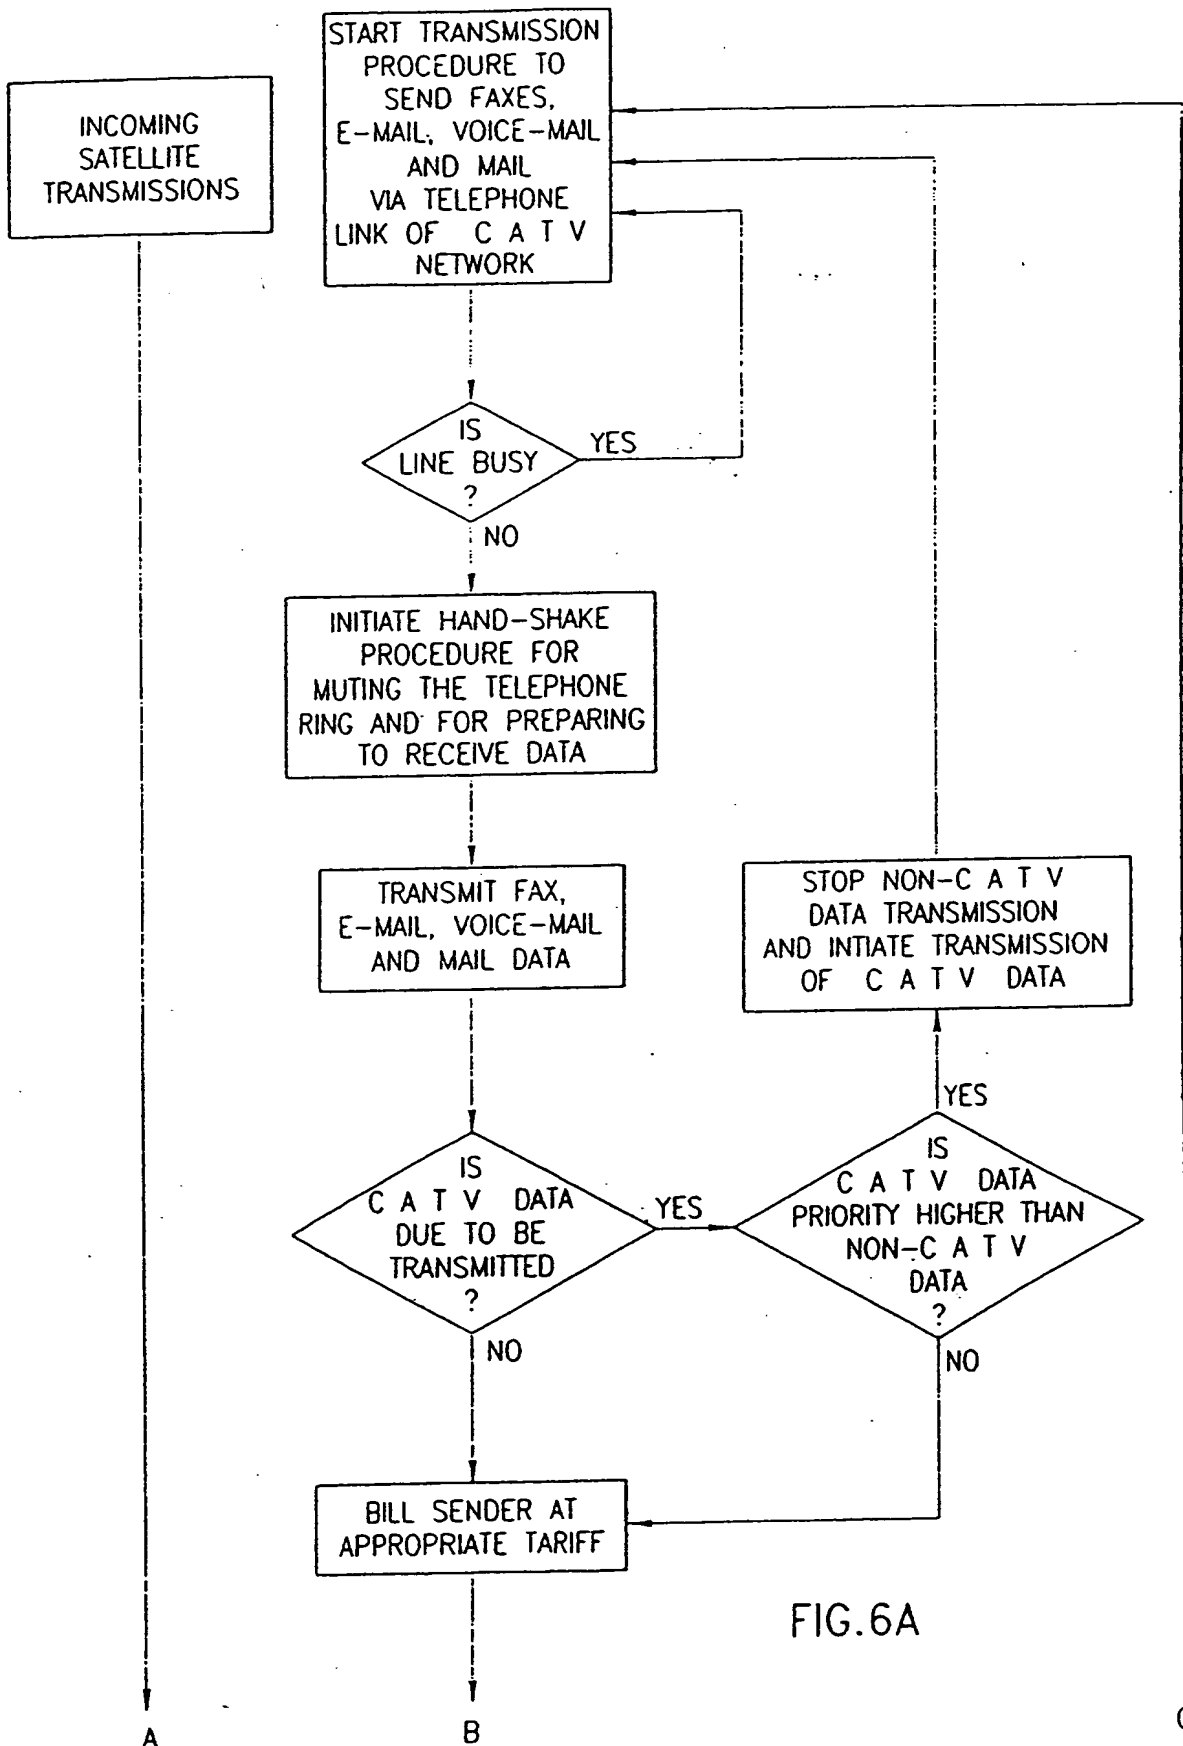 START TRANSMISSION
PROCEDURE TO
SEND FAXES,
E-MAIL, VOICE-MAIL
AND MAIL
VIA TELEPHONE
LINK OF C A T V
NETWORK
INCOMING
SATELLITE
TRANSMISSIONS
IS
LINE BUSY
?
YES
NO
INITIATE HAND-SHAKE
PROCEDURE FOR
MUTING THE TELEPHONE
RING AND FOR PREPARING
TO RECEIVE DATA
TRANSMIT FAX,
E-MAIL, VOICE-MAIL
AND MAIL DATA
STOP NON-C A T V
DATA TRANSMISSION
AND INTIATE TRANSMISSION
OF C A T V DATA
YES
IS
C A T V DATA
DUE TO BE
TRANSMITTED
?
YES
IS
C A T V DATA
PRIORITY HIGHER THAN
NON-C A T V
DATA
?
NO
NO
BILL SENDER AT
APPROPRIATE TARIFF
FIG.6A
A
B